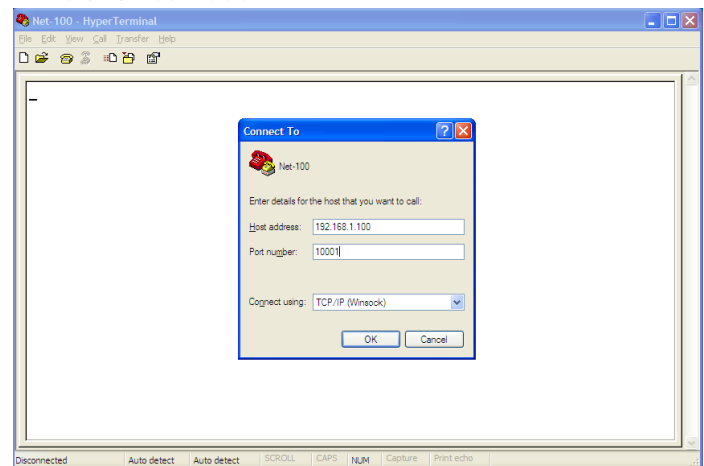 Net-100 - HyperTerminal
File Edit View Call Transfer Help
Connect To
Net-100
Enter details for the host that you want to call:
Host address: 192.168.1.100
Port number: 10001
Connect using: TCP/IP (Winsock)
OK Cancel
Disconnected Auto detect Auto detect SCROLL CAPS NUM Capture Print echo